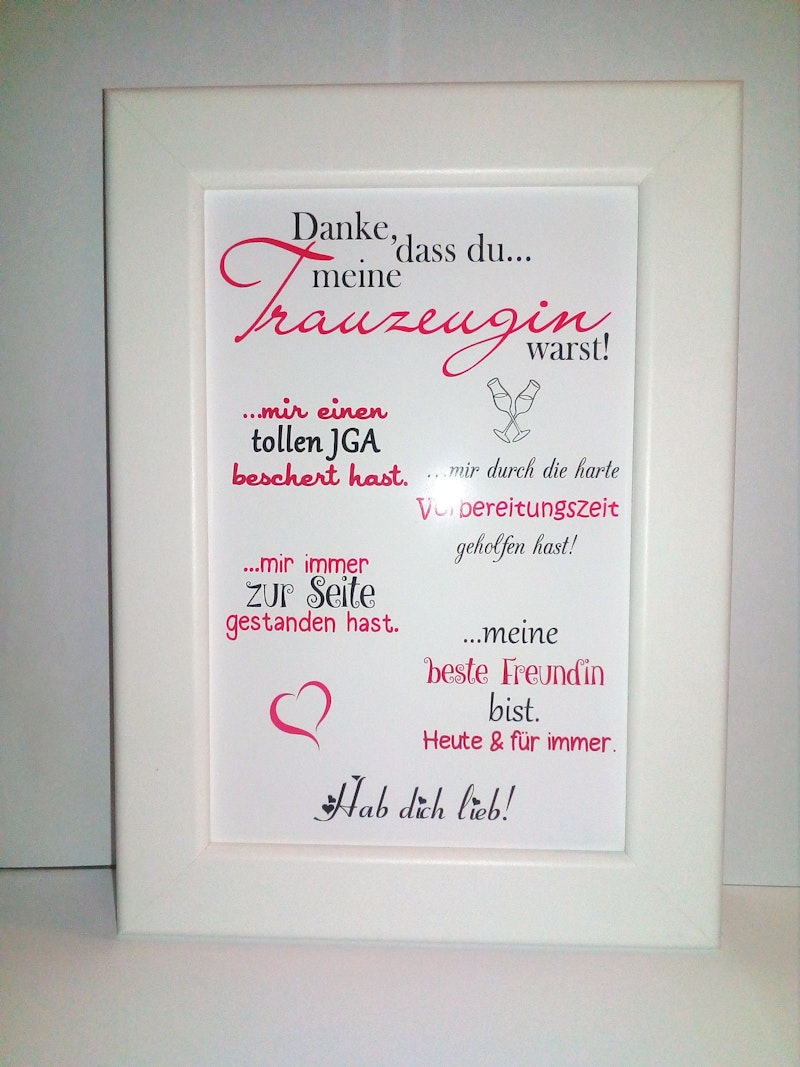 Danke,
dass du...
meine
Trauzeugin
warst!
...mir einen
tollen JGA
beschert hast.
...mir durch die harte
Vorbereitungszeit
geholfen hast!
...mir immer
zur Seite
gestanden hast.
...meine
beste Freundin
bist.
Heute & für immer.
Hab dich lieb!